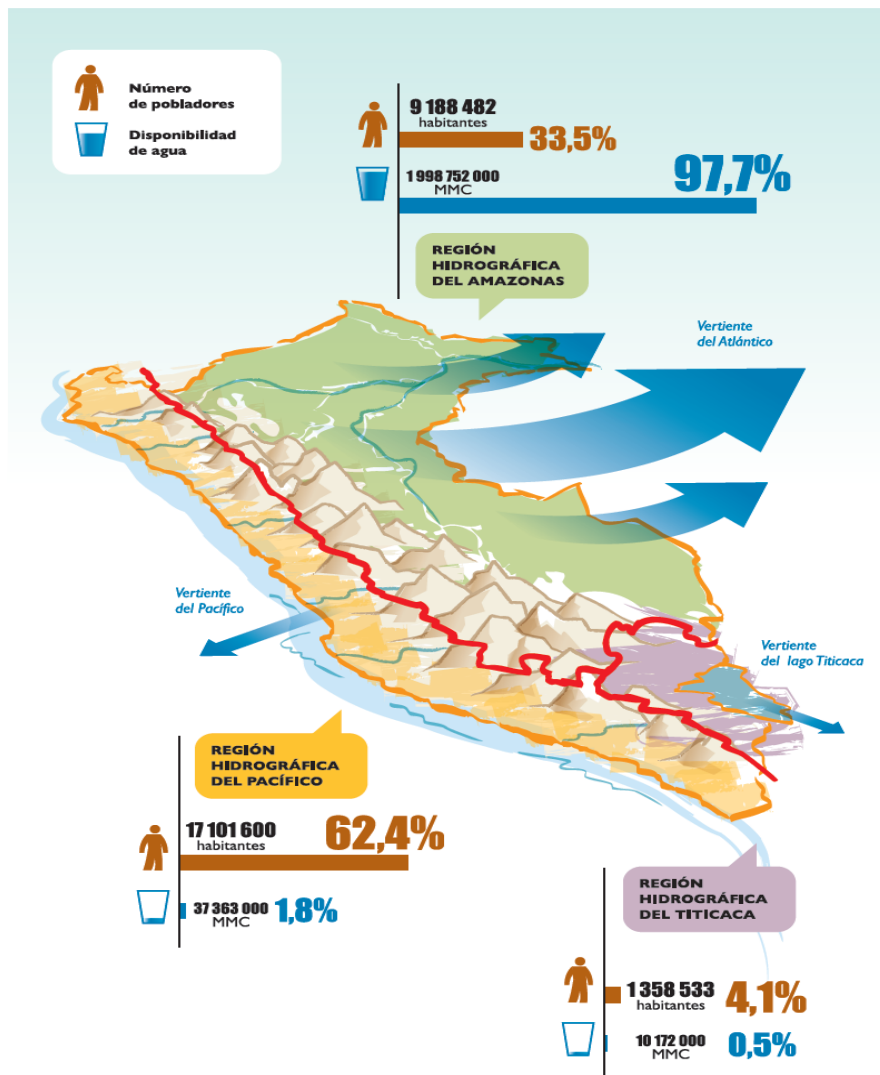 Número
de pobladores
Disponibilidad
de agua
9 188 482
habitantes
33,5%
1 998 752 000
MMC
97,7%
REGIÓN
HIDROGRÁFICA
DEL AMAZONAS
Vertiente
del Atlántico
Vertiente
del Pacífico
Vertiente
del lago Titicaca
REGIÓN
HIDROGRÁFICA
DEL PACÍFICO
17 101 600
habitantes
62,4%
37 363 000
MMC
1,8%
REGIÓN
HIDROGRÁFICA
DEL TITICACA
1 358 533
habitantes
4,1%
10 172 000
MMC
0,5%